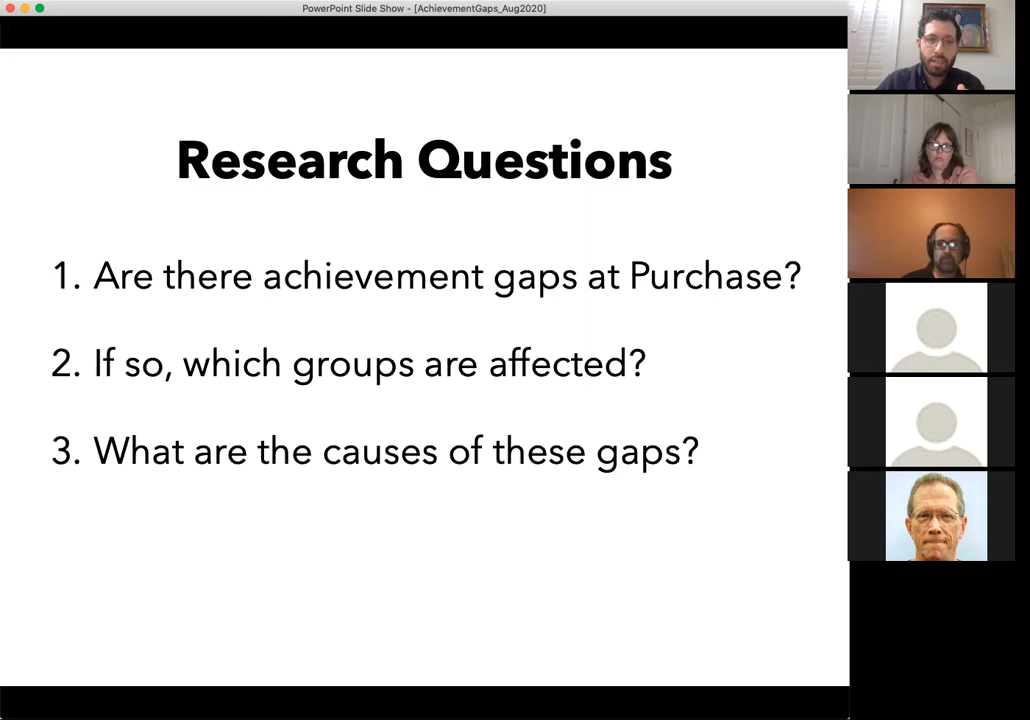 PowerPoint Slide Show - [AchievementGaps_Aug2020]
Research Questions
1. Are there achievement gaps at Purchase?
2. If so, which groups are affected?
3. What are the causes of these gaps?